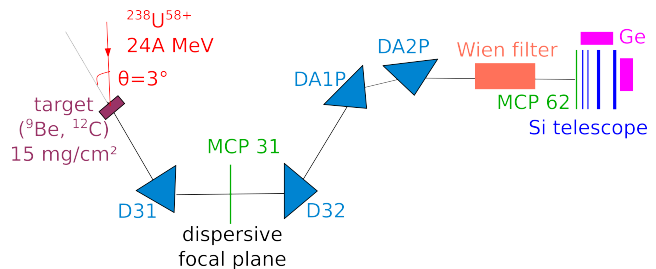 ²³⁸U⁵⁸⁺
24A MeV
θ=3°
target
(⁹Be, ¹²C)
15 mg/cm²
D31
MCP 31
dispersive
focal plane
D32
DA1P
DA2P
Wien filter
MCP 62
Ge
Si telescope